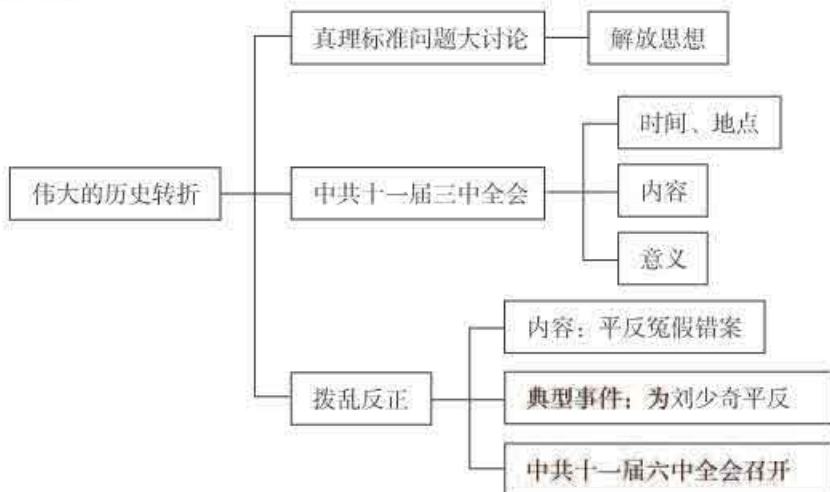 真理标准问题大讨论
解放思想
伟大的历史转折
中共十一届三中全会
时间、地点
内容
意义
拨乱反正
内容：平反冤假错案
典型事件：为刘少奇平反
中共十一届六中全会召开